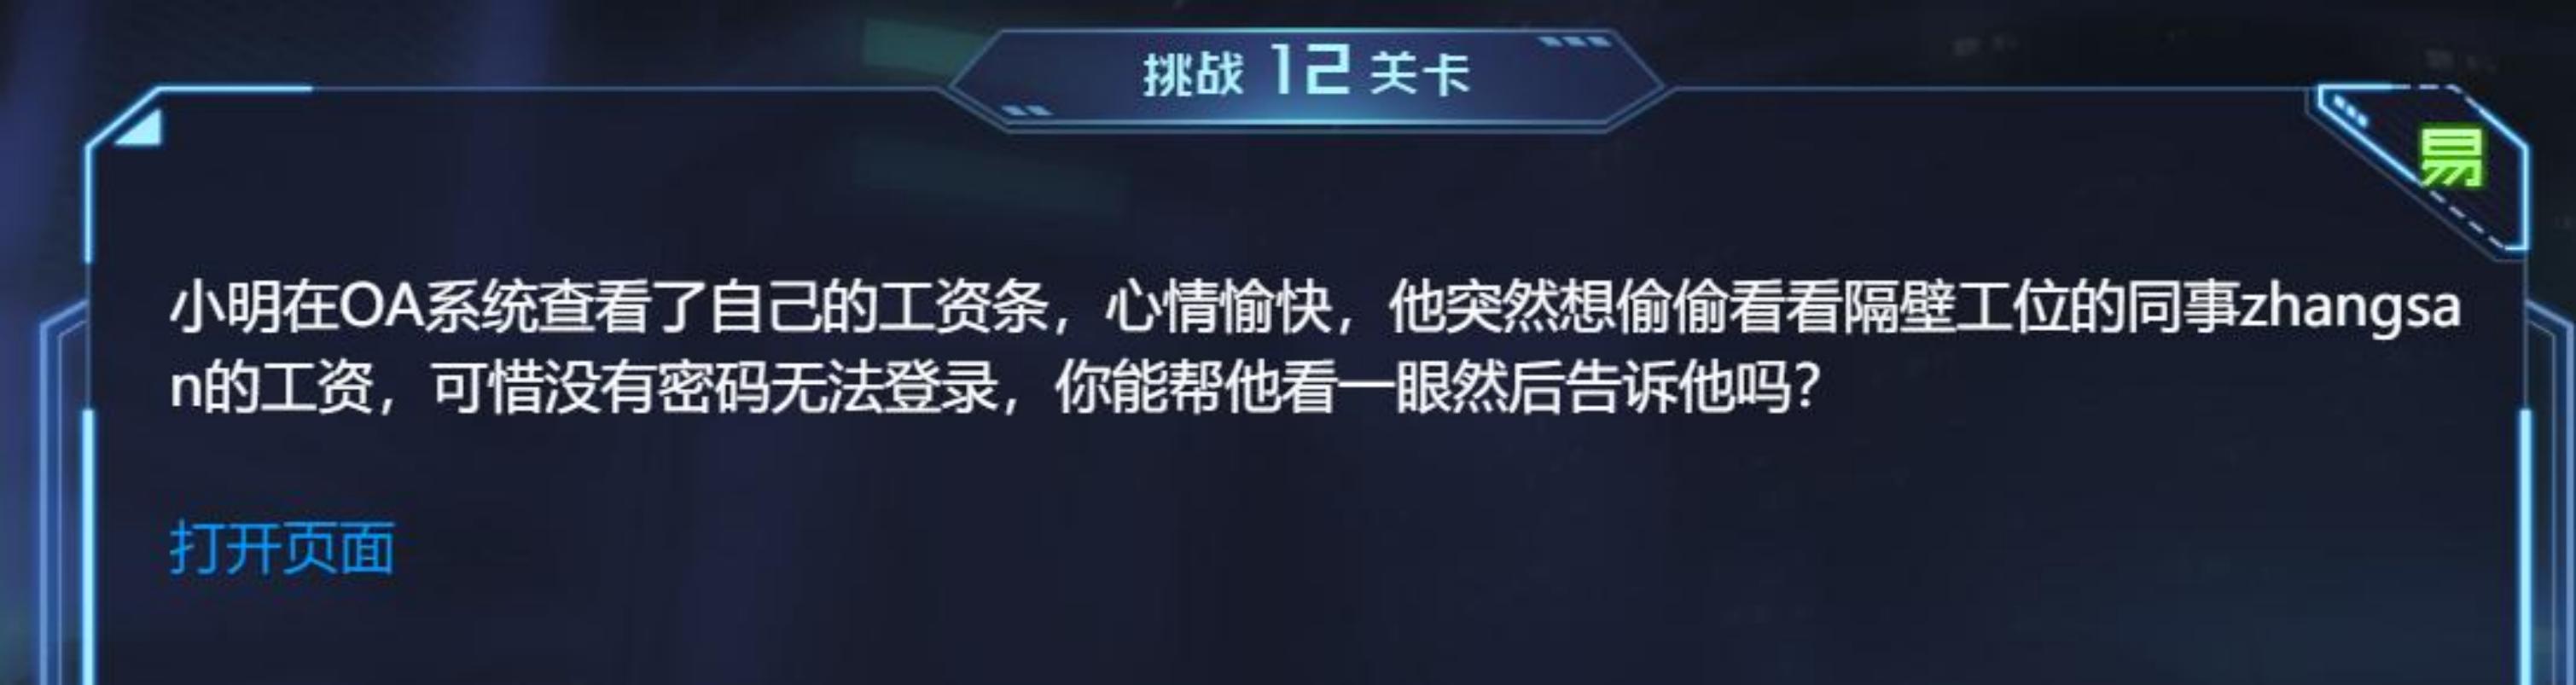 挑战 12 关卡
易
小明在OA系统查看了自己的工资条，心情愉快，他突然想偷偷看看隔壁工位的同事zhangsa
n的工资，可惜没有密码无法登录，你能帮他看一眼然后告诉他吗？
打开页面